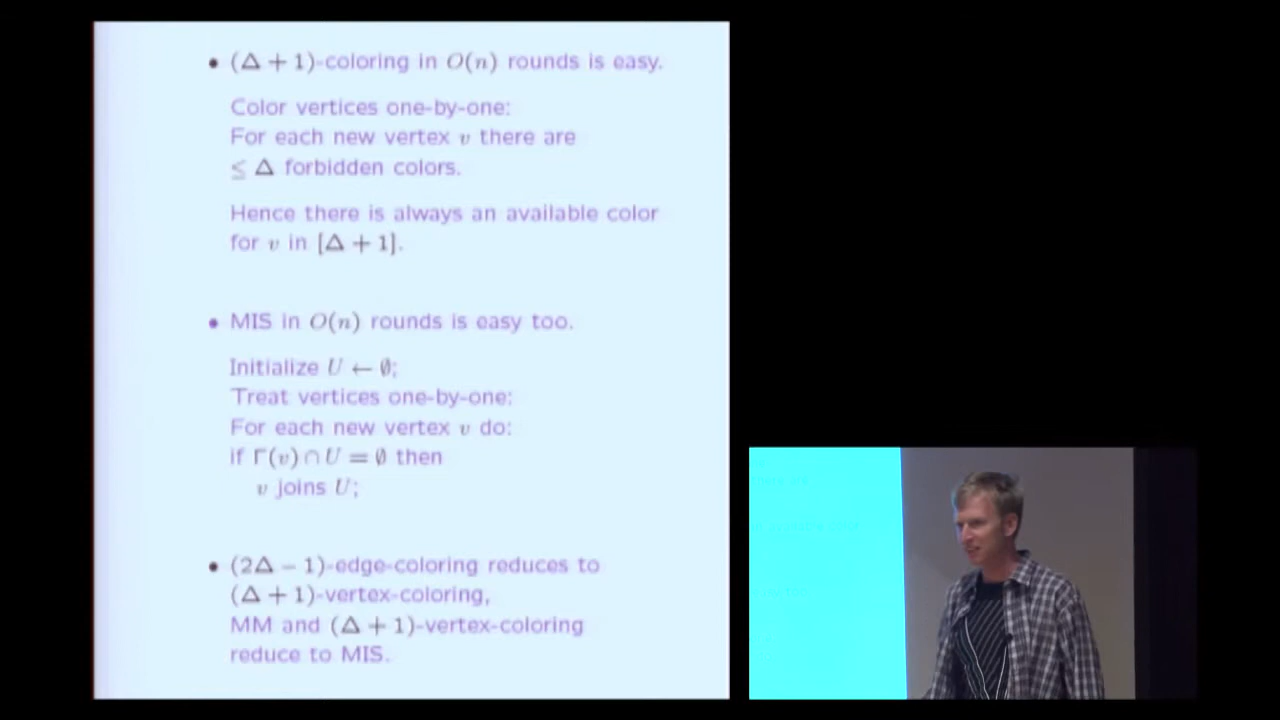 • (Δ + 1)-coloring in O(n) rounds is easy.
Color vertices one-by-one:
For each new vertex v there are
≤ Δ forbidden colors.
Hence there is always an available color
for v in [Δ + 1].
• MIS in O(n) rounds is easy too.
Initialize U ← ∅;
Treat vertices one-by-one:
For each new vertex v do:
if Γ(v) ∩ U = ∅ then
v joins U;
• (2Δ − 1)-edge-coloring reduces to
(Δ + 1)-vertex-coloring,
MM and (Δ + 1)-vertex-coloring
reduce to MIS.